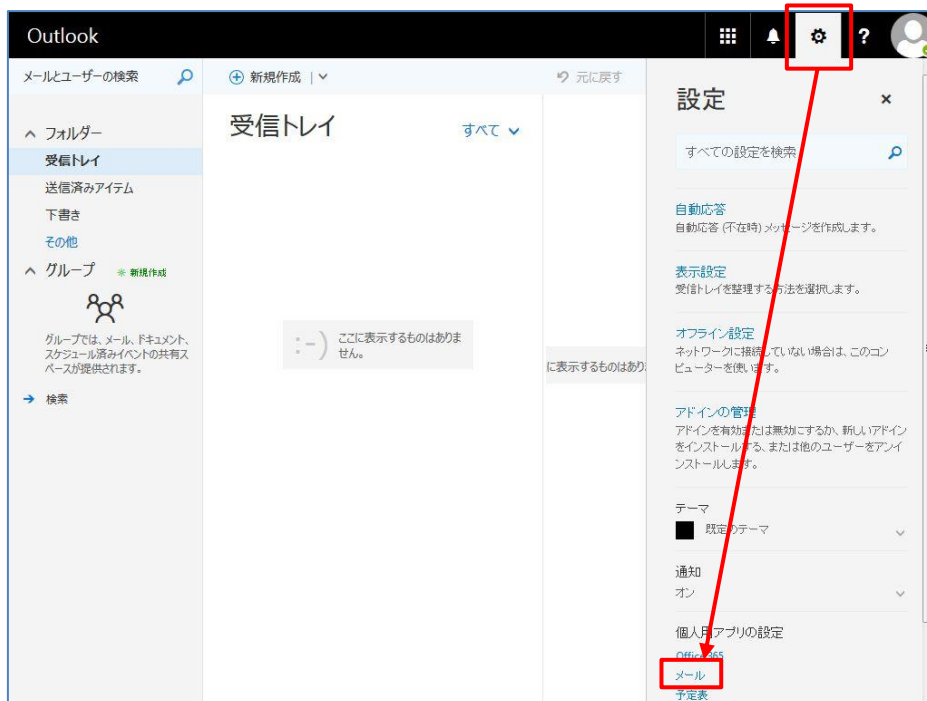 Outlook
?
メールとユーザーの検索
新規作成
元に戻す
フォルダー
受信トレイ
送信済みアイテム
下書き
その他
グループ
新規作成
グループでは、メール、ドキュメント、
スケジュール済みイベントの共有ス
ペースが提供されます。
検索
受信トレイ
すべて
:-)
ここに表示するものはありま
せん。
に表示するものはあり
設定
×
すべての設定を検索
自動応答
自動応答 (不在時) メッセージを作成します。
表示設定
受信トレイを整理する方法を選択します。
オフライン設定
ネットワークに接続していない場合は、このコン
ピューターを使います。
アドインの管理
アドインを有効または無効にするか、新しいアドイン
をインストールする、または他のユーザーをアンイ
ンストールします。
テーマ
既定のテーマ
通知
オン
個人用アプリの設定
Office 365
メール
予定表